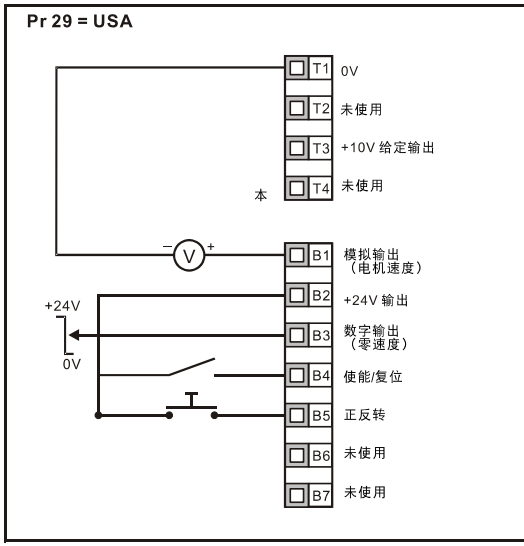 Pr 29 = USA
T1 0V
T2 未使用
T3 +10V 给定输出
T4 未使用
本
B1 模拟输出
（电机速度）
− V +
B2 +24V 输出
+24V
B3 数字输出
（零速度）
0V
B4 使能/复位
B5 正反转
B6 未使用
B7 未使用